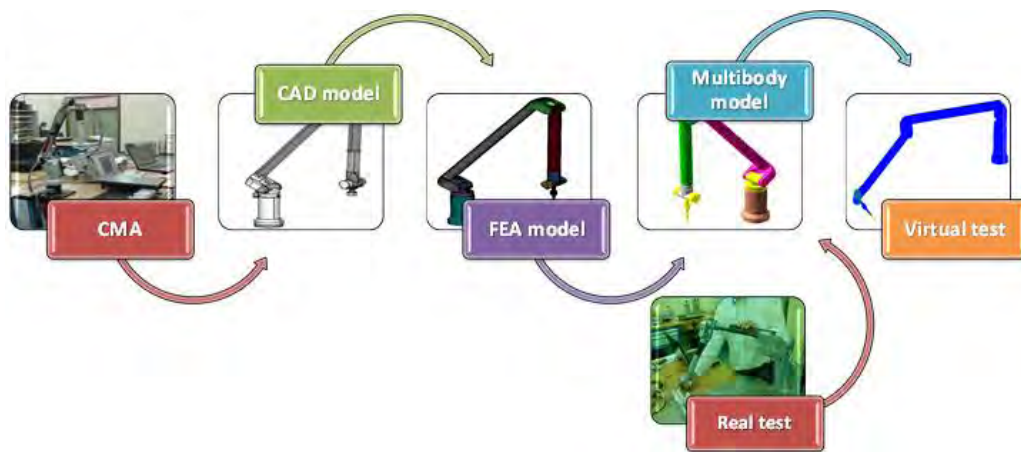 CAD model
Multibody
model
CMA
FEA model
Virtual test
Real test